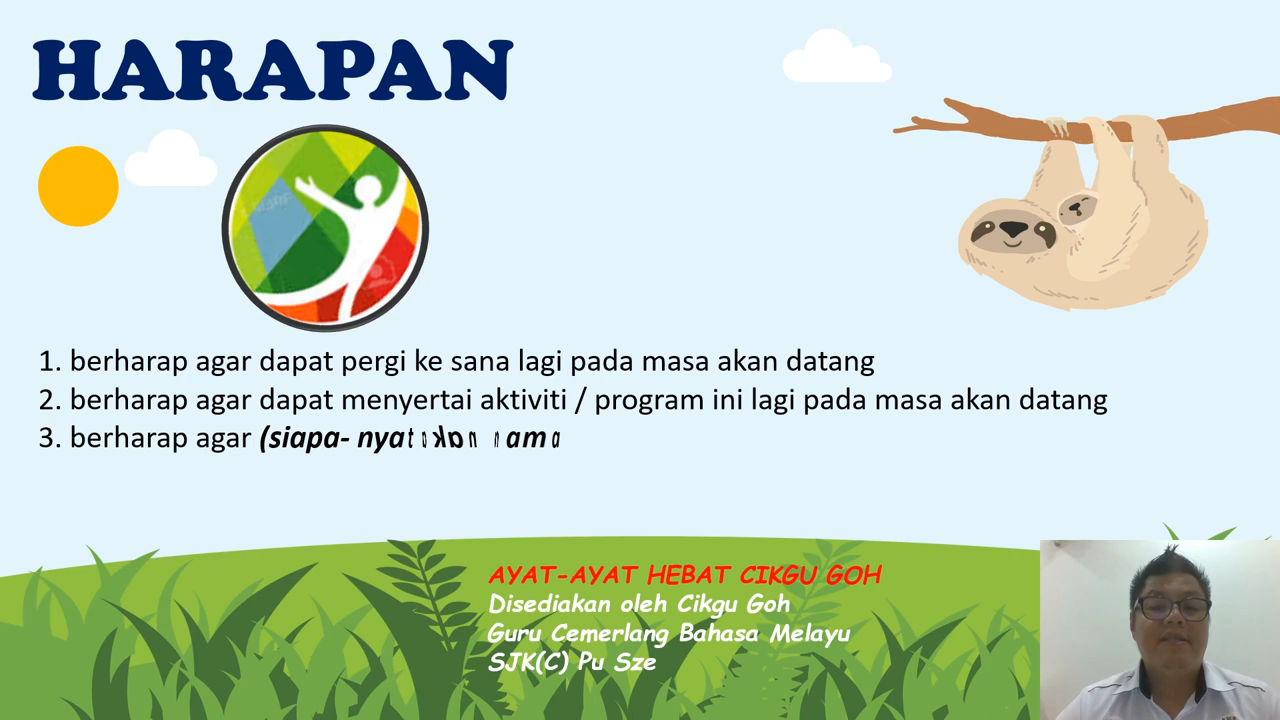 HARAPAN
1. berharap agar dapat pergi ke sana lagi pada masa akan datang
2. berharap agar dapat menyertai aktiviti / program ini lagi pada masa akan datang
3. berharap agar (siapa- nyatakan nama
AYAT-AYAT HEBAT CIKGU GOH
Disediakan oleh Cikgu Goh
Guru Cemerlang Bahasa Melayu
SJK(C) Pu Sze